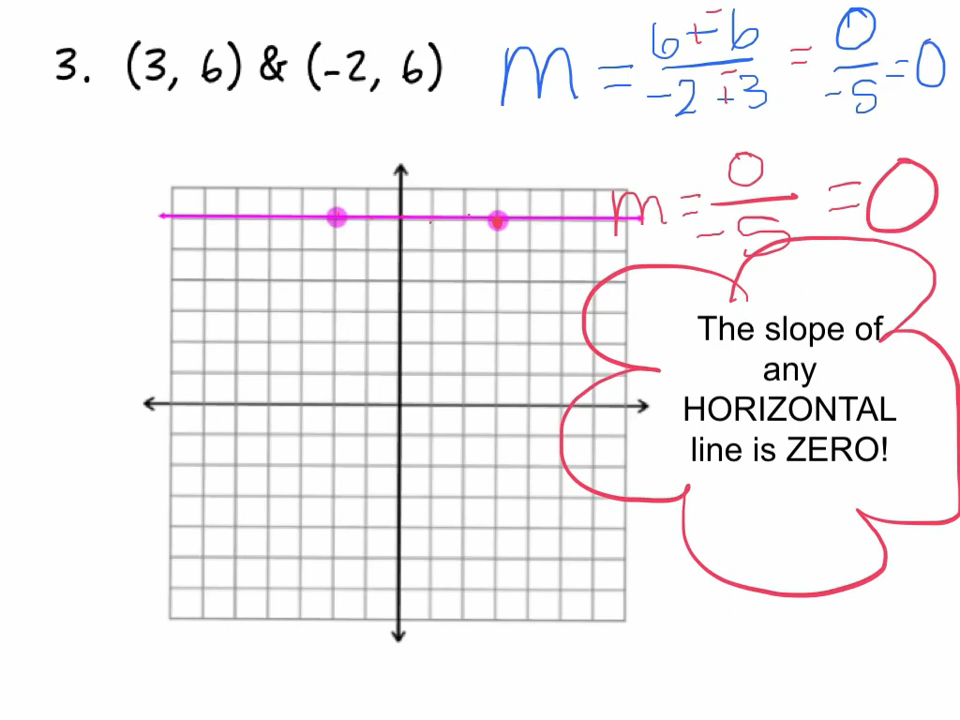 3. (3, 6) & (-2, 6)
m = 6+-6/-2+-3 = 0/-5 = 0
m = 0/-5 = 0
The slope of
any
HORIZONTAL
line is ZERO!